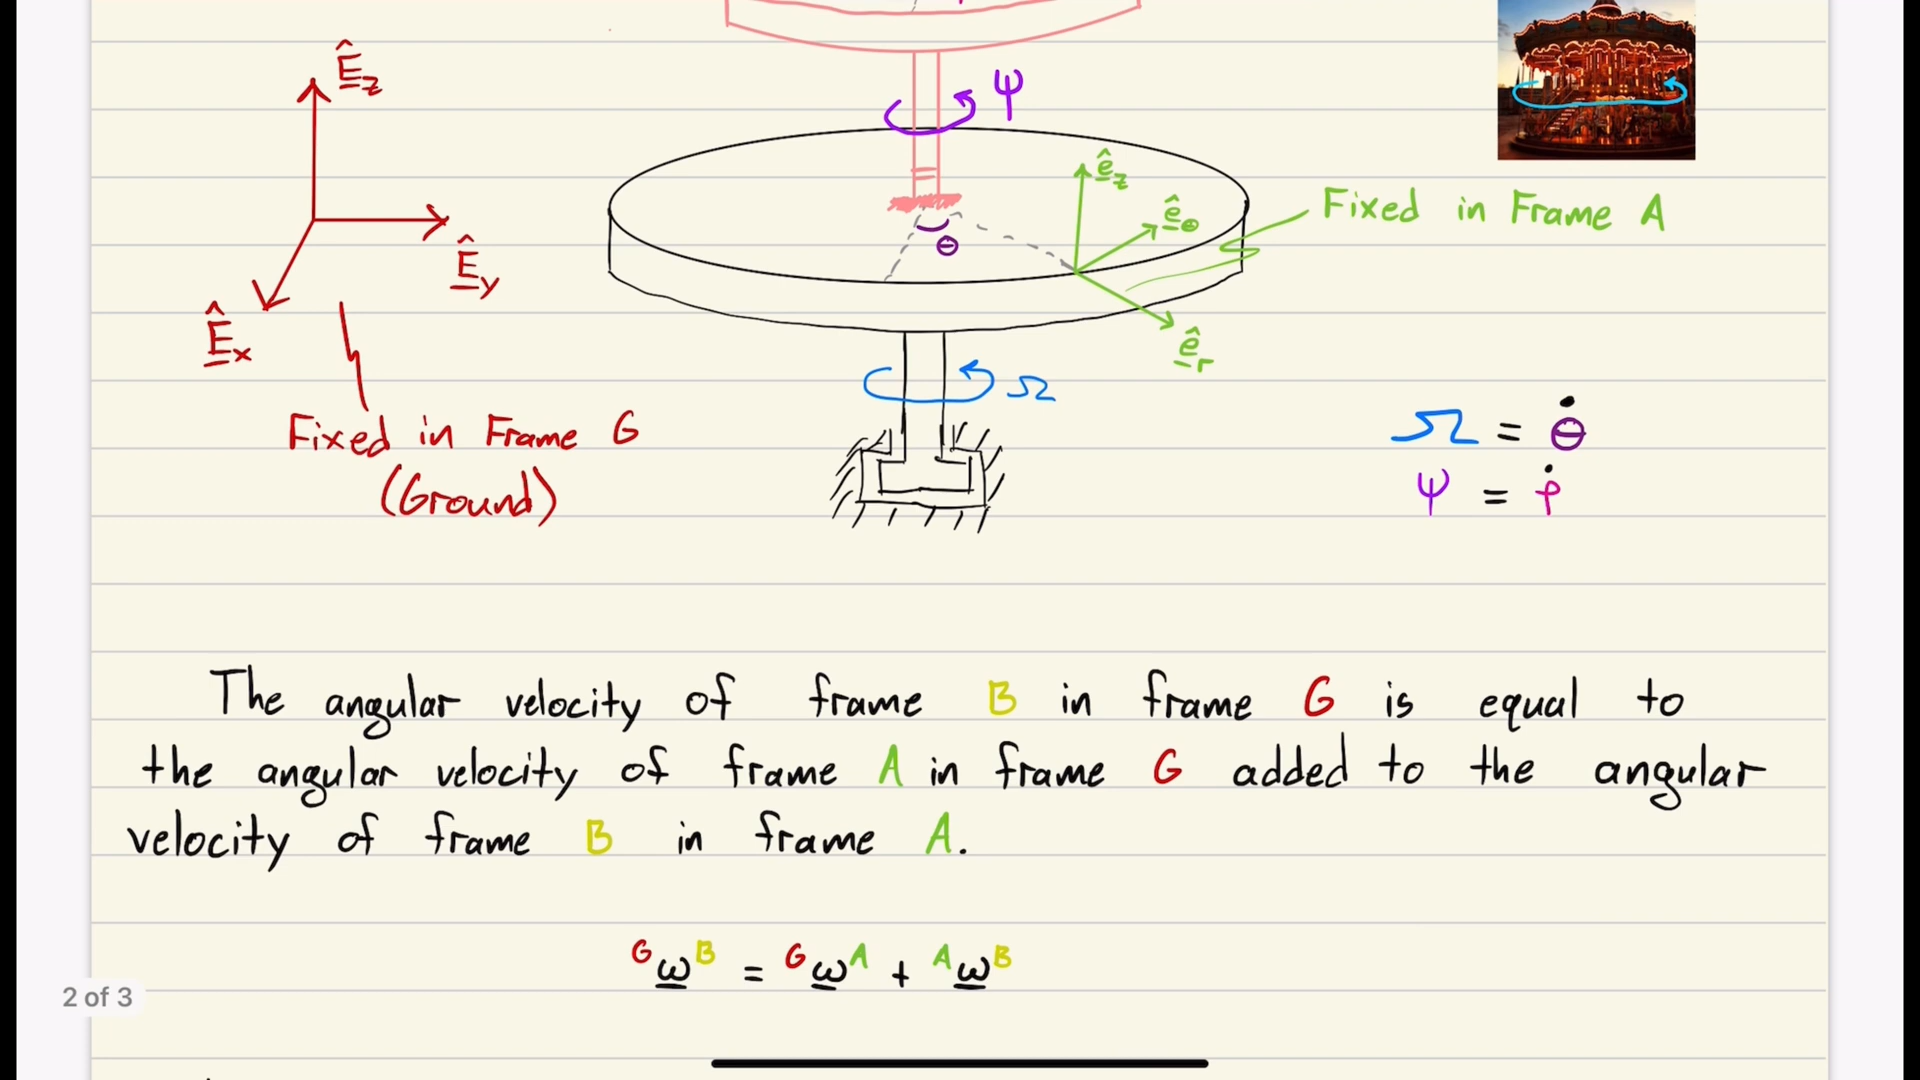 Ê_z
Ψ
ê_z
ê_θ
Fixed in Frame A
θ
Ê_y
Ê_x
ê_r
Ω
Fixed in Frame G
(Ground)
Ω = θ̇
Ψ = ρ̇
The angular velocity of frame B in frame G is equal to
the angular velocity of frame A in frame G added to the angular
velocity of frame B in frame A.
ᴳω̲ᴮ = ᴳω̲ᴬ + ᴬω̲ᴮ
2 of 3